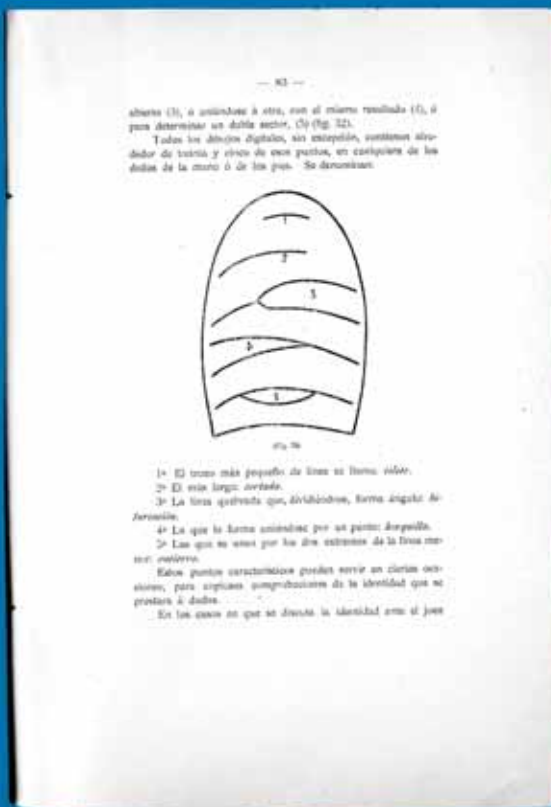 — 83 —
abierto (3), ó uniéndose á otra, con el mismo resultado (4), ó
para determinar un doble sector, (5) (fig. 32).
Todos los dibujos digitales, sin excepción, contienen alre-
dedor de treinta y cinco de esos puntos, en cualquiera de los
dedos de la mano ó de los pies. Se denominan:
1
2
3
4
5
Fig.
1º El trozo más pequeño de línea se llama:
2º El más largo: cortada.
3º La línea quebrada que, dividiéndose, forma ángulo: bi-
furcación.
4º La que lo forma uniéndose por un punto: horquilla.
5º Las que se unen por los dos extremos de la línea me-
nor: encierro.
Estos puntos característicos pueden servir en ciertas oca-
siones, para copiosas comprobaciones de la identidad que se
prestara á dudas.
En los casos en que se discuta la identidad ante el juez